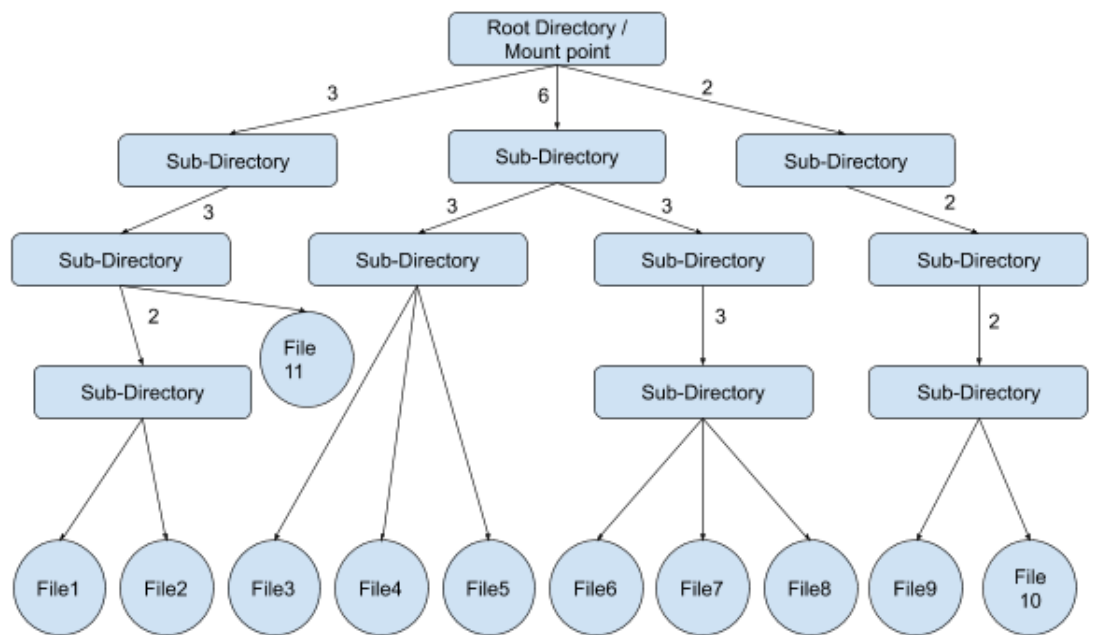 Root Directory /
Mount point
3
6
2
Sub-Directory
Sub-Directory
Sub-Directory
3
3
3
2
Sub-Directory
Sub-Directory
Sub-Directory
Sub-Directory
2
3
2
File
11
Sub-Directory
Sub-Directory
Sub-Directory
File1
File2
File3
File4
File5
File6
File7
File8
File9
File
10